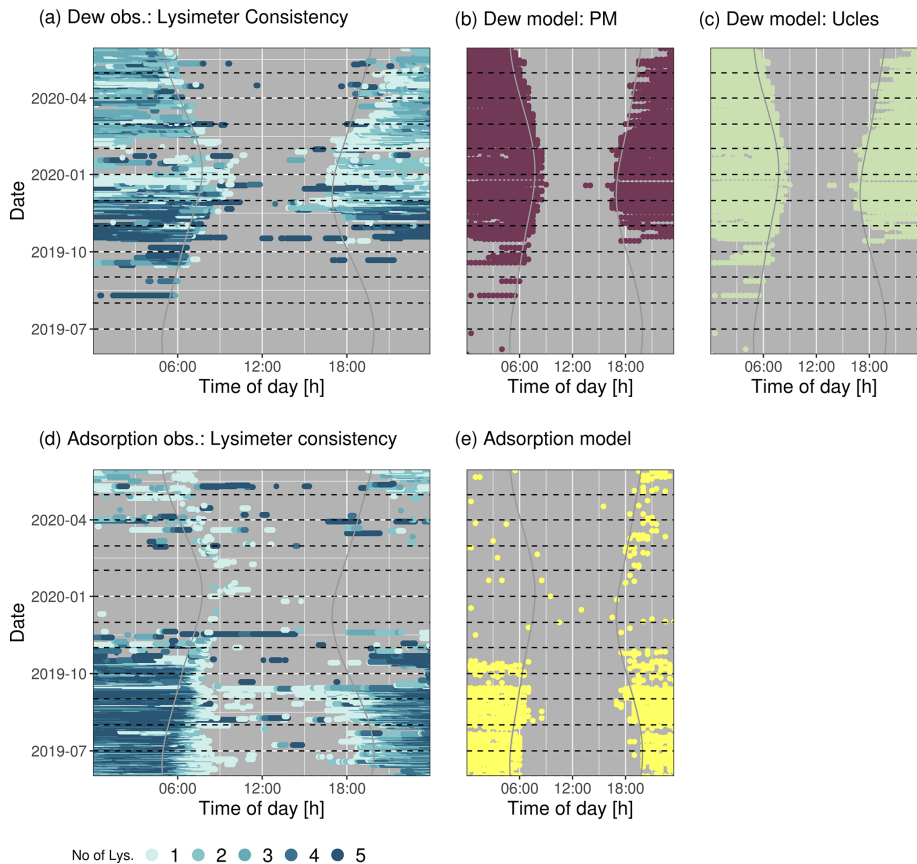 (a) Dew obs.: Lysimeter Consistency
(b) Dew model: PM
(c) Dew model: Ucles
Date
2020-04
2020-01
2019-10
2019-07
06:00 12:00 18:00
Time of day [h]
06:00 12:00 18:00
Time of day [h]
06:00 12:00 18:00
Time of day [h]
(d) Adsorption obs.: Lysimeter consistency
(e) Adsorption model
Date
2020-04
2020-01
2019-10
2019-07
06:00 12:00 18:00
Time of day [h]
06:00 12:00 18:00
Time of day [h]
No of Lys. 1 2 3 4 5